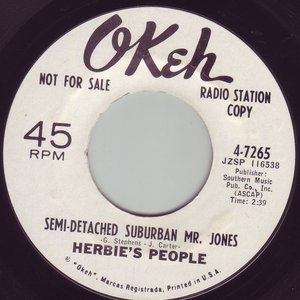 OKeh
NOT FOR SALE
RADIO STATION
COPY
45
RPM
4-7265
JZSP 116538
Publisher:
Southern Music
Pub. Co., Inc.
(ASCAP)
Time: 2:39
SEMI-DETACHED SUBURBAN MR. JONES
-G. Stephens - J. Carter-
HERBIE'S PEOPLE
® "Okeh", Marcas Registrada. Printed in U.S.A.